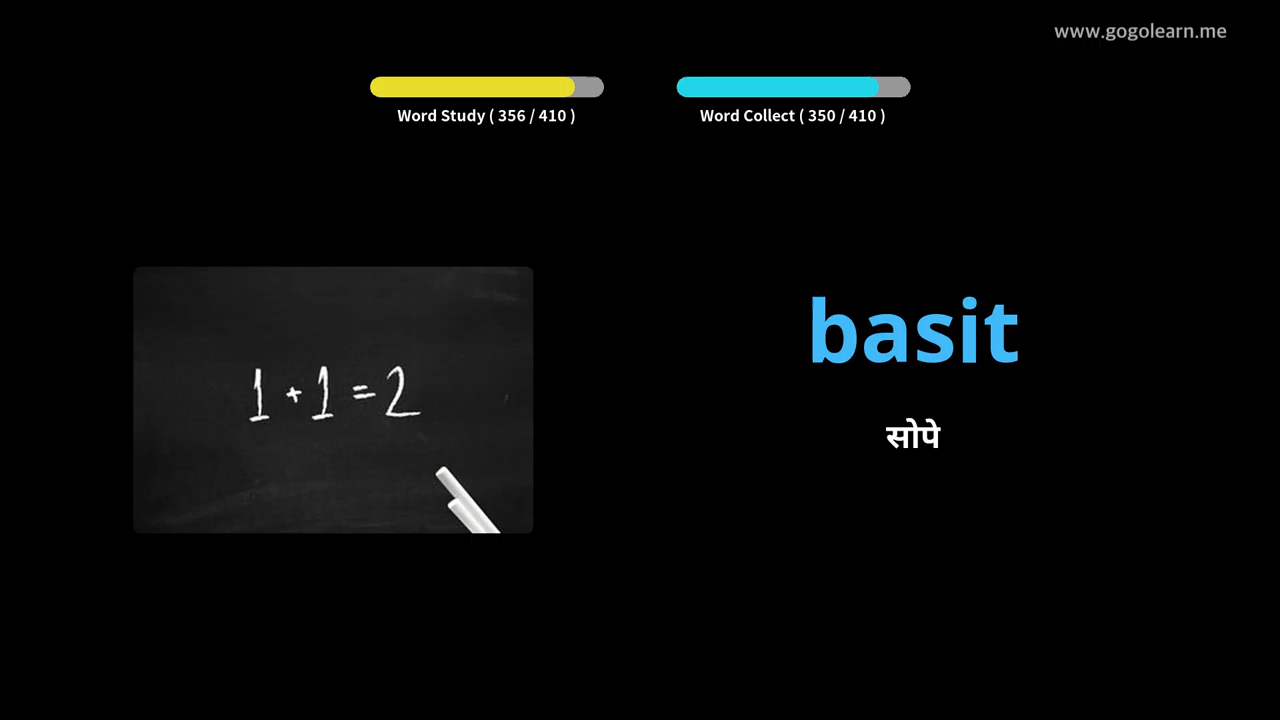 www.gogolearn.me
Word Study ( 356 / 410 )
Word Collect ( 350 / 410 )
1 + 1 = 2
basit
सोपे